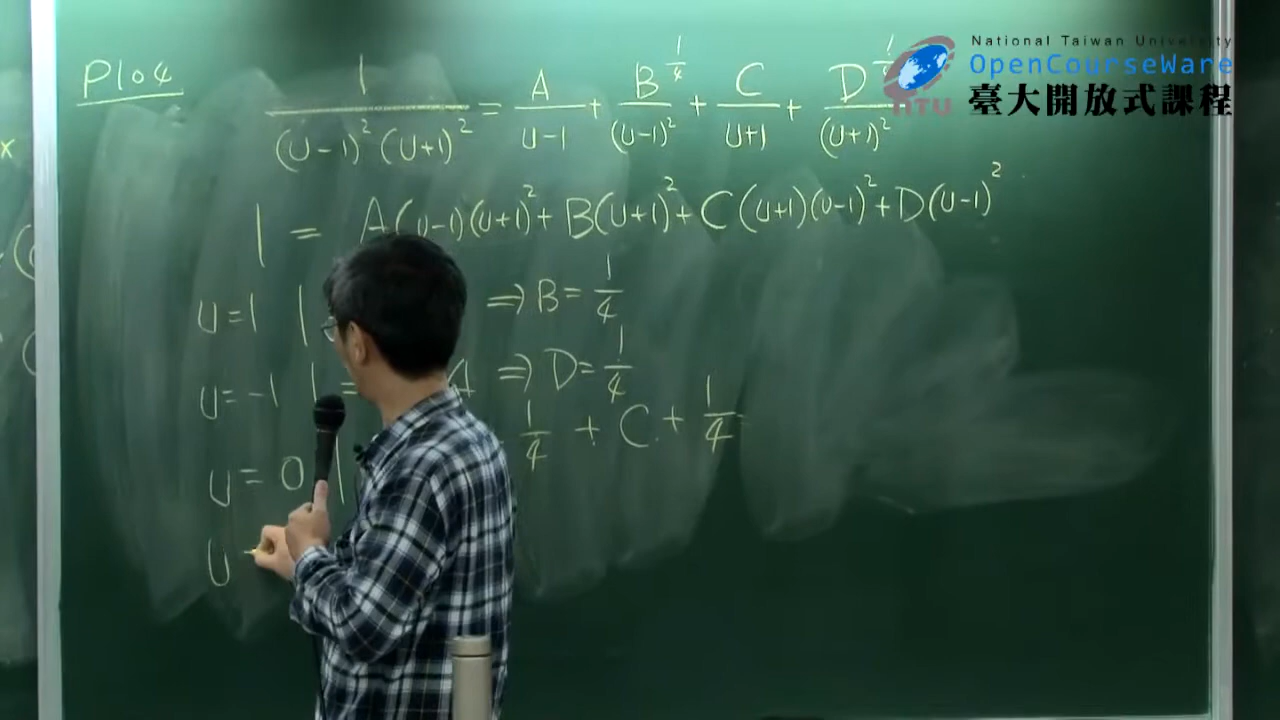 National Taiwan University
OpenCourseWare
臺大開放式課程
NTU
P104
1/((U-1)²(U+1)²) = A/(U-1) + B/(U-1)² + C/(U+1) + D/(U+1)²
1/4
1 = A(U-1)(U+1)² + B(U+1)² + C(U+1)(U-1)² + D(U-1)²
U=1 1 ⇒ B = 1/4
U=-1 1 = ⇒ D = 1/4
U=0 1 1/4 + C + 1/4
U
x